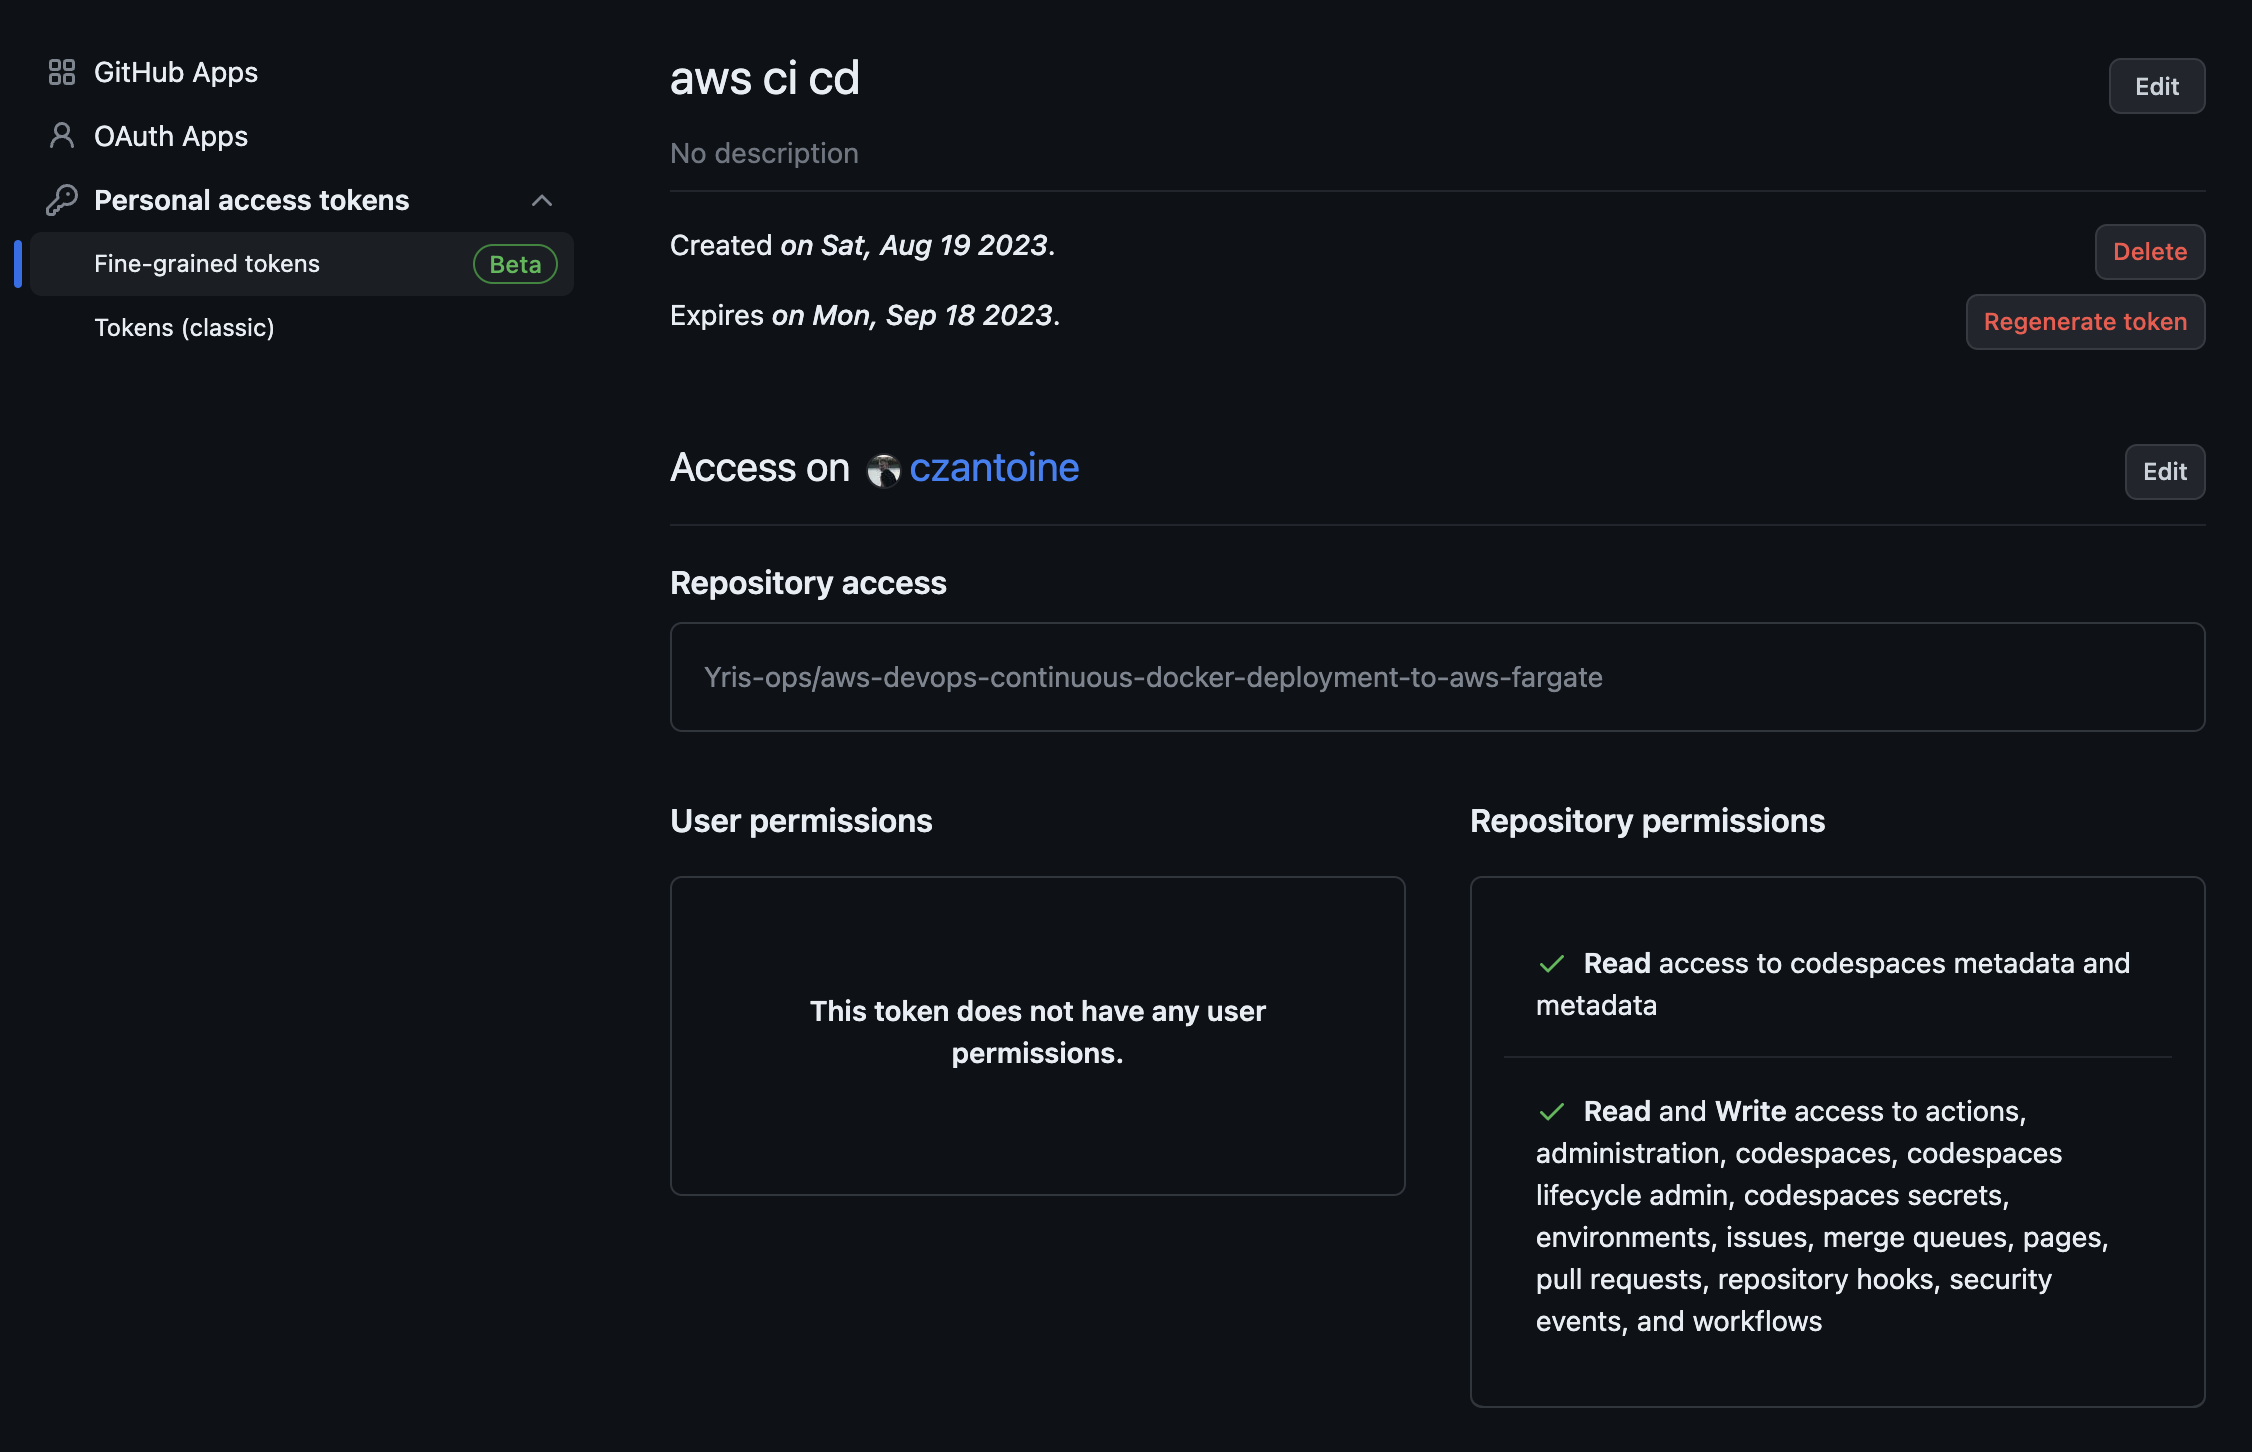 GitHub Apps
OAuth Apps
Personal access tokens
Fine-grained tokens
Beta
Tokens (classic)
aws ci cd
Edit
No description
Created on Sat, Aug 19 2023.
Delete
Expires on Mon, Sep 18 2023.
Regenerate token
Access on czantoine
Edit
Repository access
Yris-ops/aws-devops-continuous-docker-deployment-to-aws-fargate
User permissions
This token does not have any user
permissions.
Repository permissions
Read access to codespaces metadata and
metadata
Read and Write access to actions,
administration, codespaces, codespaces
lifecycle admin, codespaces secrets,
environments, issues, merge queues, pages,
pull requests, repository hooks, security
events, and workflows